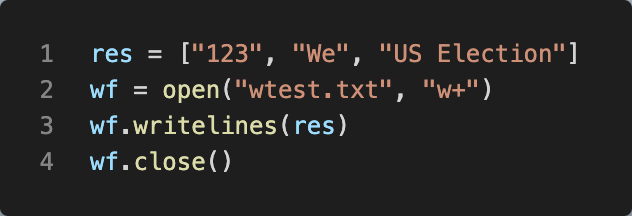 1 res = ["123", "We", "US Election"]
2 wf = open("wtest.txt", "w+")
3 wf.writelines(res)
4 wf.close()